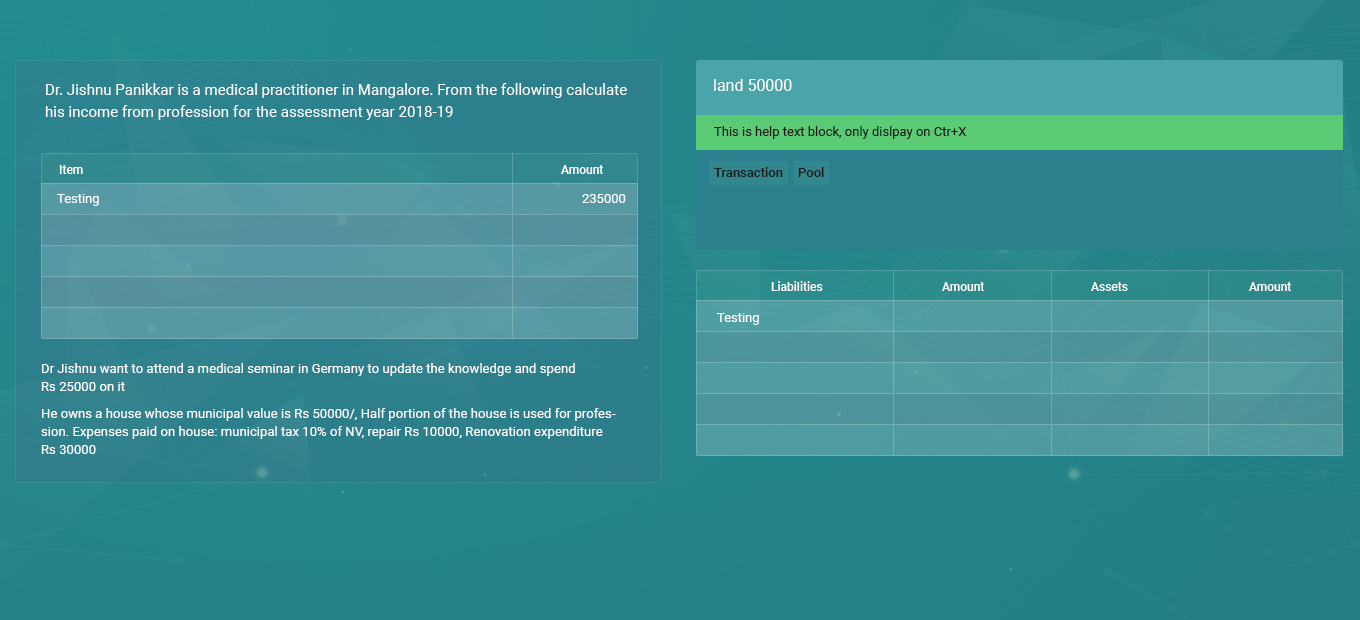 Dr. Jishnu Panikkar is a medical practitioner in Mangalore. From the following calculate
his income from profession for the assessment year 2018-19
Item Amount
Testing 235000
Dr Jishnu want to attend a medical seminar in Germany to update the knowledge and spend
Rs 25000 on it
He owns a house whose municipal value is Rs 50000/, Half portion of the house is used for profes-
sion. Expenses paid on house: municipal tax 10% of NV, repair Rs 10000, Renovation expenditure
Rs 30000
land 50000
This is help text block, only dislpay on Ctr+X
Transaction Pool
Liabilities Amount Assets Amount
Testing